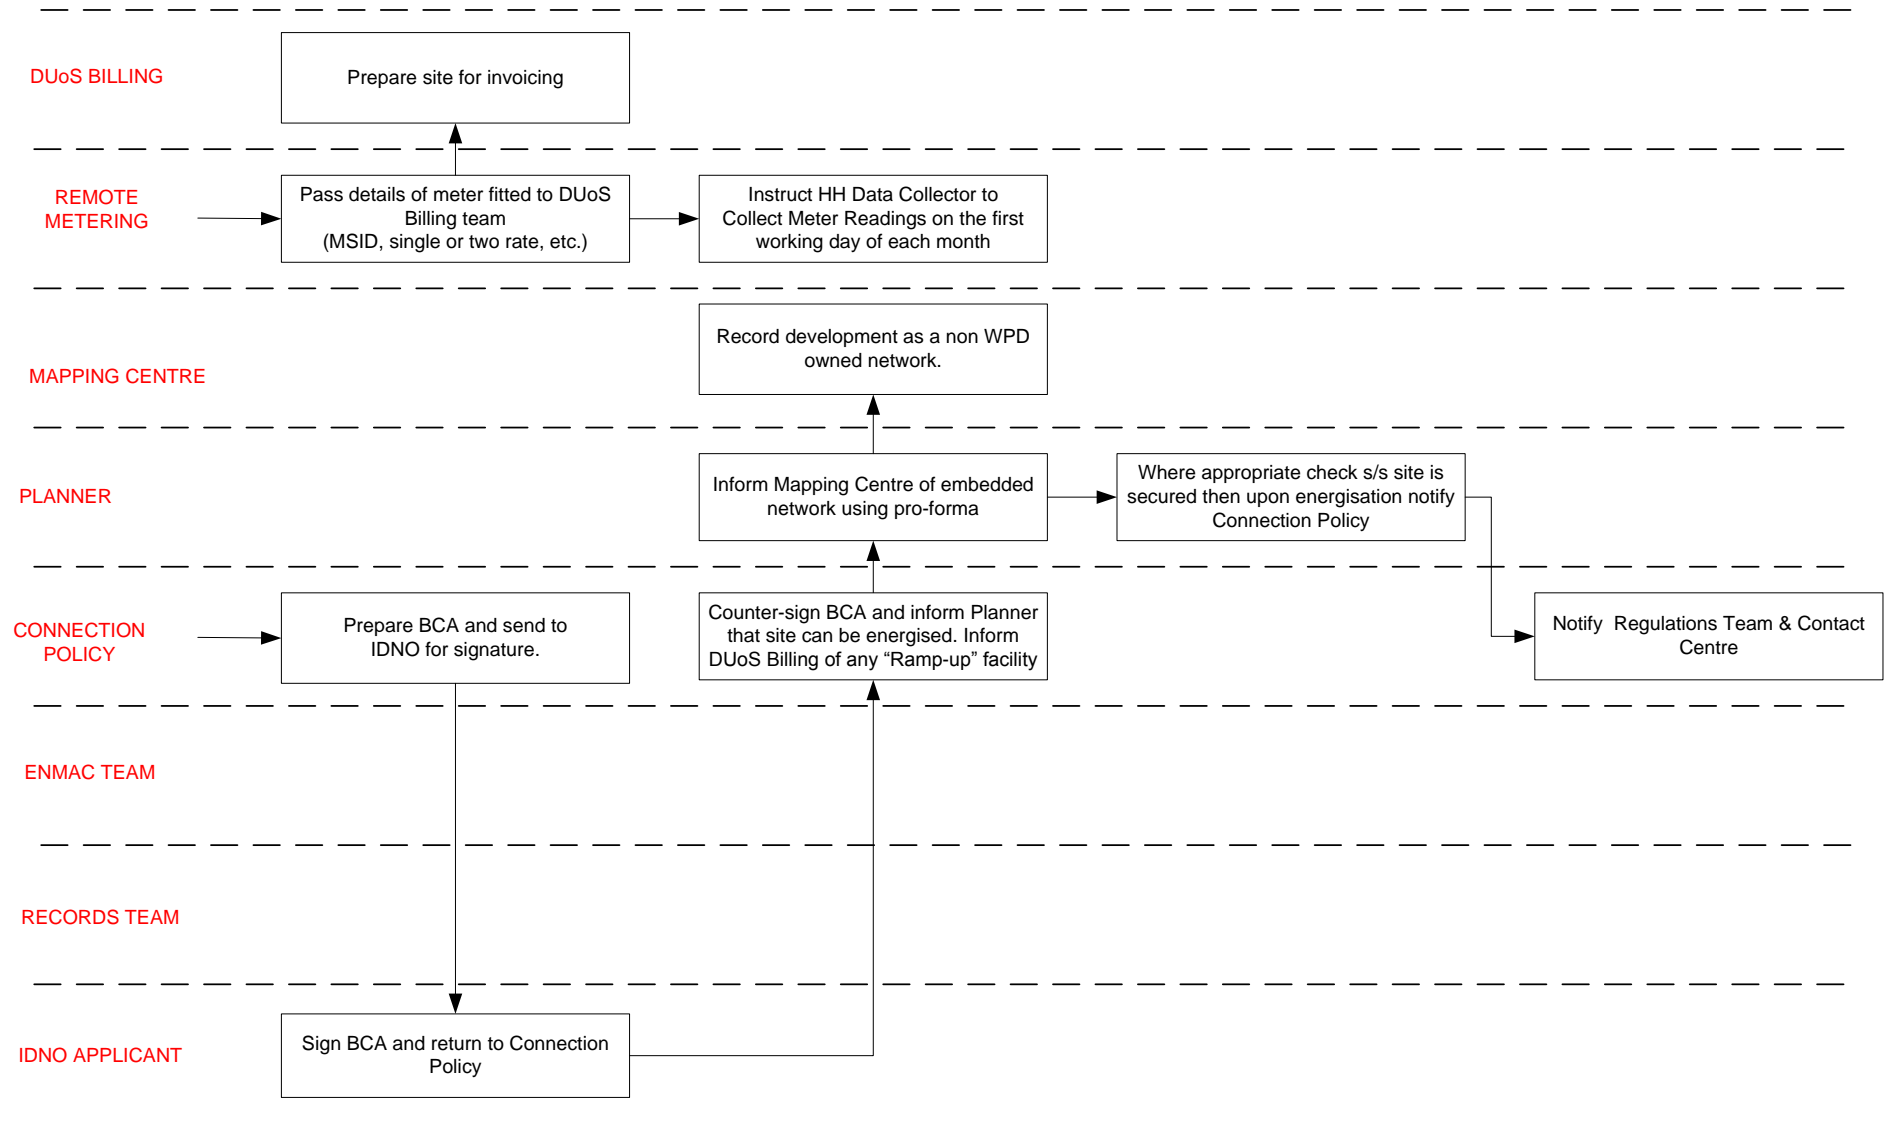 DUoS BILLING
Prepare site for invoicing
REMOTE
METERING
Pass details of meter fitted to DUoS
Billing team
(MSID, single or two rate, etc.)
Instruct HH Data Collector to
Collect Meter Readings on the first
working day of each month
MAPPING CENTRE
Record development as a non WPD
owned network.
PLANNER
Inform Mapping Centre of embedded
network using pro-forma
Where appropriate check s/s site is
secured then upon energisation notify
Connection Policy
CONNECTION
POLICY
Prepare BCA and send to
IDNO for signature.
Counter-sign BCA and inform Planner
that site can be energised. Inform
DUoS Billing of any “Ramp-up” facility
Notify  Regulations Team & Contact
Centre
ENMAC TEAM
RECORDS TEAM
IDNO APPLICANT
Sign BCA and return to Connection
Policy